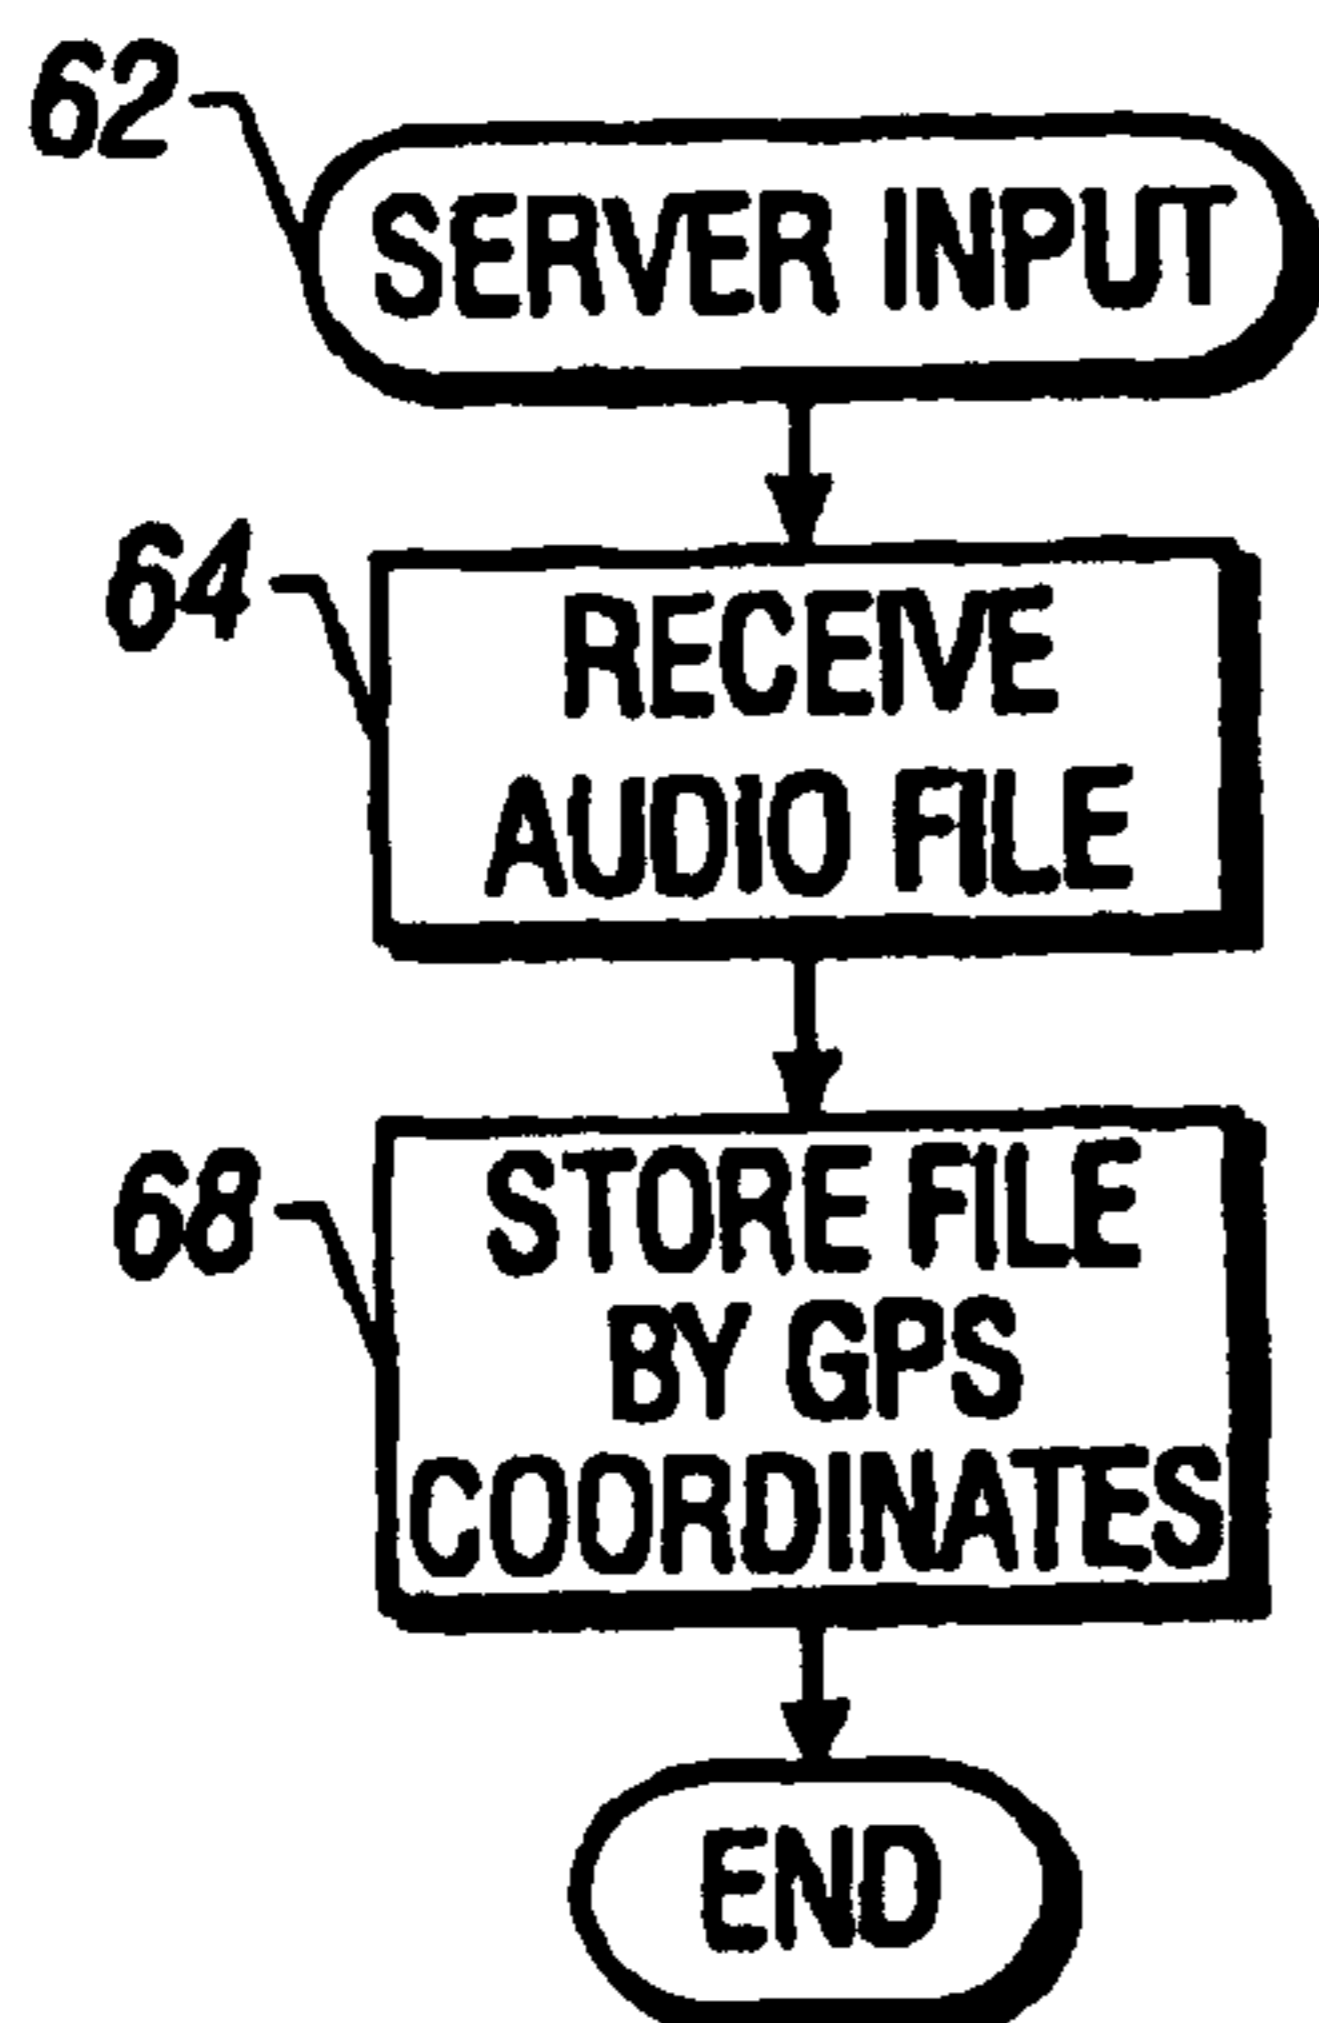 62
SERVER INPUT
64
RECEIVE
AUDIO FILE
68
STORE FILE
BY GPS
COORDINATES
END